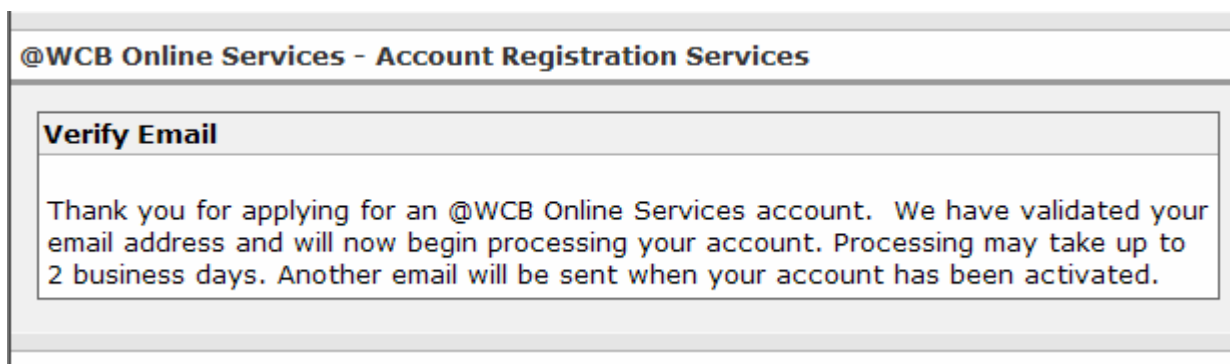 @WCB Online Services - Account Registration Services
Verify Email
Thank you for applying for an @WCB Online Services account.  We have validated your
email address and will now begin processing your account. Processing may take up to
2 business days. Another email will be sent when your account has been activated.